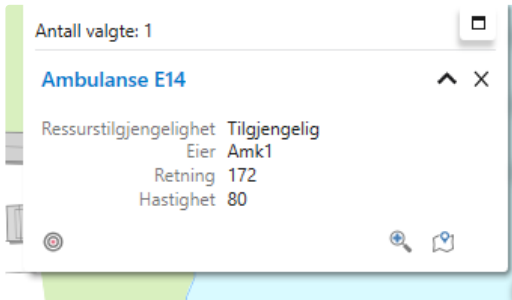 Antall valgte: 1
Ambulanse E14
Ressurstilgjengelighet Tilgjengelig
Eier Amk1
Retning 172
Hastighet 80